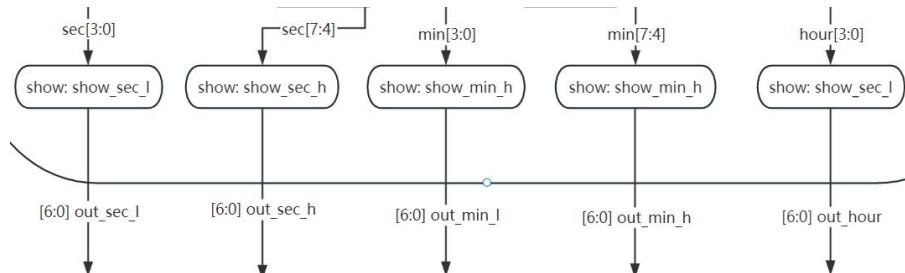 sec[3:0]
sec[7:4]
min[3:0]
min[7:4]
hour[3:0]
show: show_sec_l
show: show_sec_h
show: show_min_h
show: show_min_h
show: show_sec_l
[6:0] out_sec_l
[6:0] out_sec_h
[6:0] out_min_l
[6:0] out_min_h
[6:0] out_hour